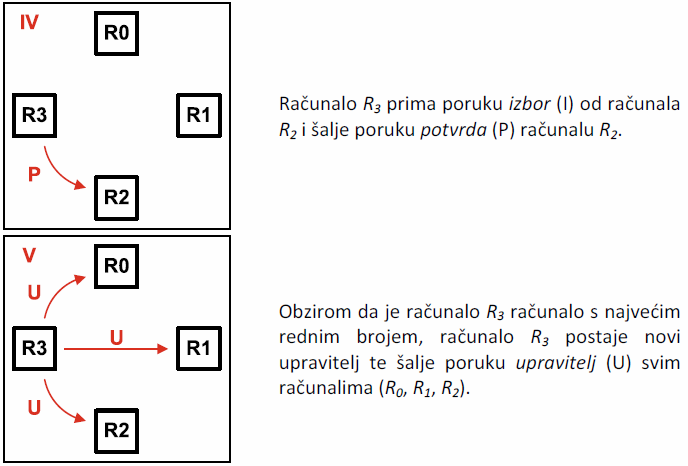 IV
R0
R3
R1
P
R2
Računalo R3 prima poruku izbor (I) od računala
R2 i šalje poruku potvrda (P) računalu R2.
V
R0
U
R3
U
R1
U
R2
Obzirom da je računalo R3 računalo s najvećim
rednim brojem, računalo R3 postaje novi
upravitelj te šalje poruku upravitelj (U) svim
računalima (R0, R1, R2).